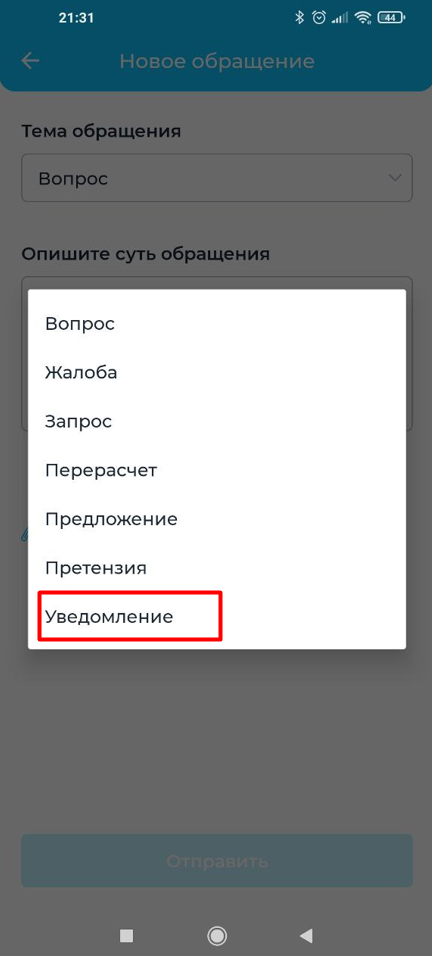 21:31
44
Новое обращение
Тема обращения
Вопрос
Опишите суть обращения
Вопрос
Жалоба
Запрос
Перерасчет
Предложение
Претензия
Уведомление
Отправить